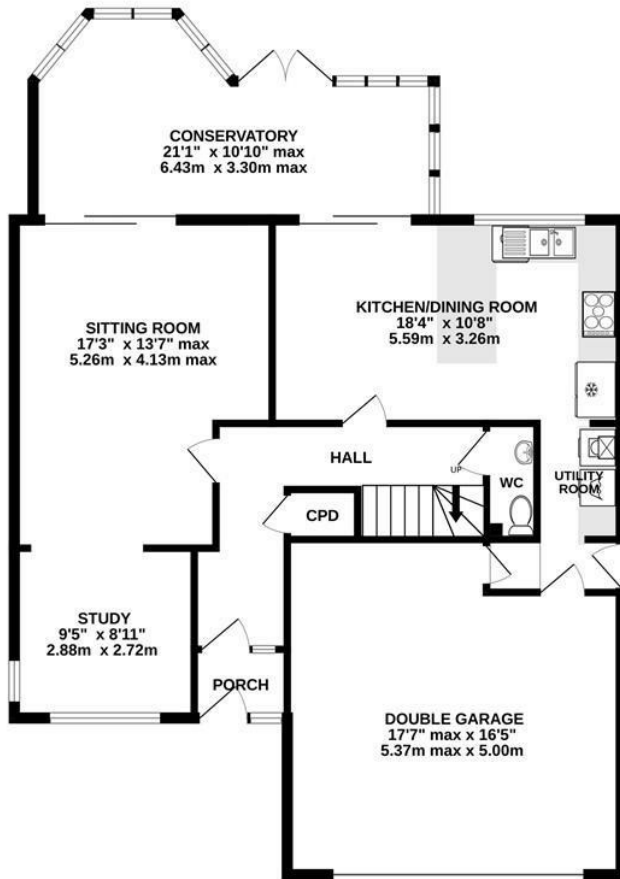 CONSERVATORY
21'1" x 10'10" max
6.43m x 3.30m max
KITCHEN/DINING ROOM
18'4" x 10'8"
5.59m x 3.26m
SITTING ROOM
17'3" x 13'7" max
5.26m x 4.13m max
HALL
UP
WC
UTILITY
ROOM
CPD
STUDY
9'5" x 8'11"
2.88m x 2.72m
PORCH
DOUBLE GARAGE
17'7" max x 16'5"
5.37m max x 5.00m